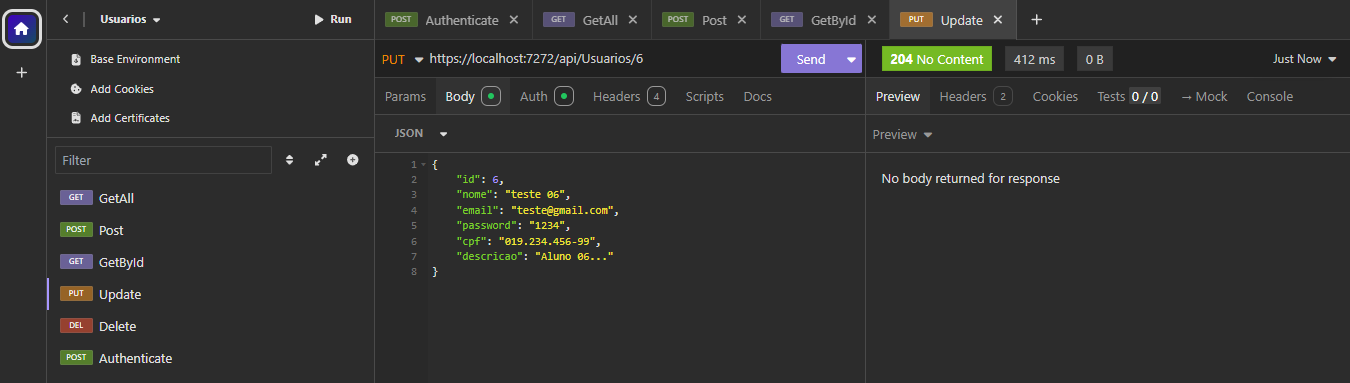 Usuarios
Run
POST Authenticate
GET GetAll
POST Post
GET GetById
PUT Update
Base Environment
Add Cookies
Add Certificates
Filter
GET GetAll
POST Post
GET GetById
PUT Update
DEL Delete
POST Authenticate
PUT https://localhost:7272/api/Usuarios/6 Send
Params Body Auth Headers 4 Scripts Docs
JSON
1 {
2 "id": 6,
3 "nome": "teste 06",
4 "email": "teste@gmail.com",
5 "password": "1234",
6 "cpf": "019.234.456-99",
7 "descricao": "Aluno 06..."
8 }
204 No Content 412 ms 0 B Just Now
Preview Headers 2 Cookies Tests 0 / 0 → Mock Console
Preview
No body returned for response